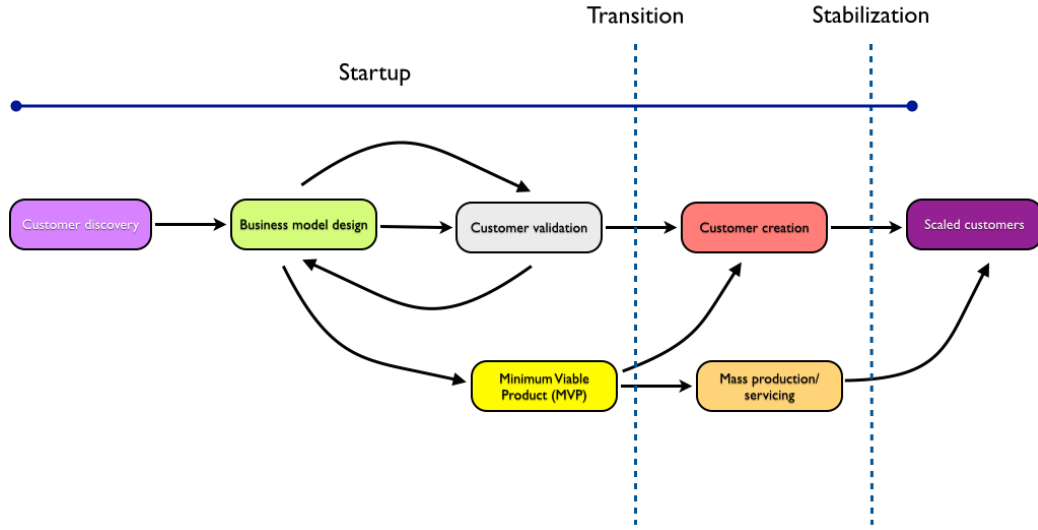 Transition
Stabilization
Startup
Customer discovery
Business model design
Customer validation
Customer creation
Scaled customers
Minimum Viable
Product (MVP)
Mass production/
servicing